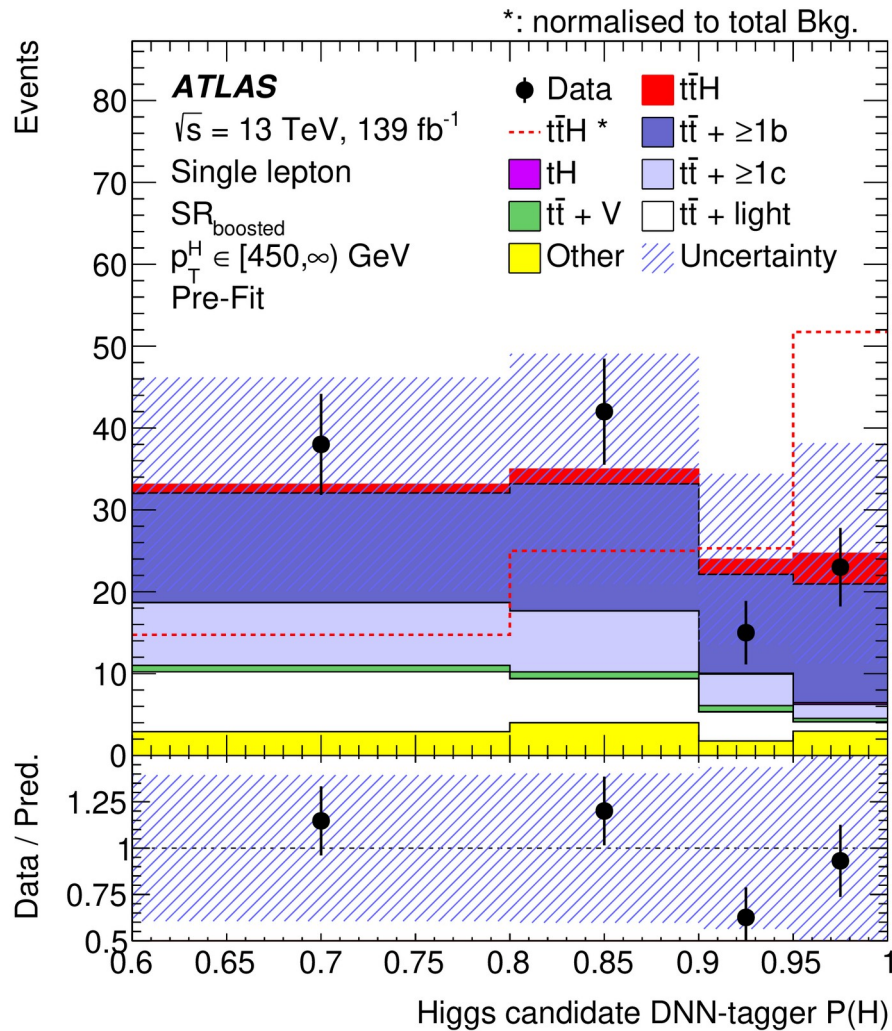 *: normalised to total Bkg.
Events
ATLAS
√s = 13 TeV, 139 fb⁻¹
Single lepton
SR_boosted
p_T^H ∈ [450,∞) GeV
Pre-Fit
Data
tt̄H
tt̄H *
tt̄ + ≥1b
tH
tt̄ + ≥1c
tt̄ + V
tt̄ + light
Other
Uncertainty
80
70
60
50
40
30
20
10
0
Data / Pred.
1.25
1
0.75
0.5
0.6 0.65 0.7 0.75 0.8 0.85 0.9 0.95 1
Higgs candidate DNN-tagger P(H)